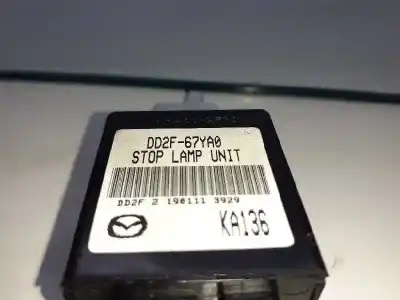 DD2F-67YA0
STOP LAMP UNIT
DD2F 2 190111 3929
KA136